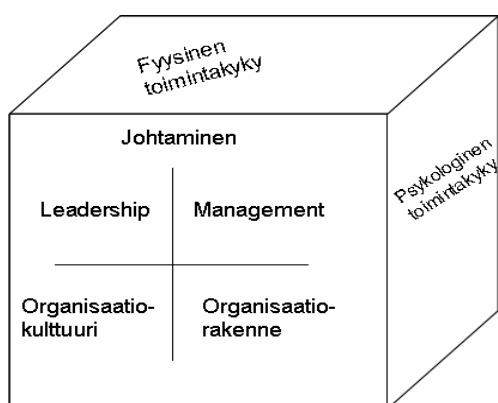 Fyysinen
toimintakyky
Johtaminen
Leadership Management
Psykologinen
toimintakyky
Organisaatio-
kulttuuri
Organisaatio-
rakenne